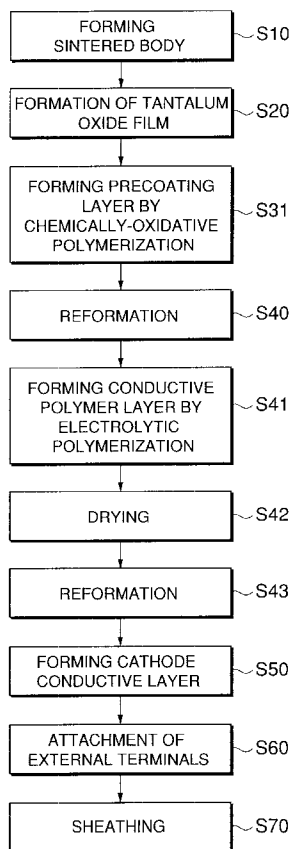 FORMING
SINTERED BODY
S10
FORMATION OF TANTALUM
OXIDE FILM
S20
FORMING PRECOATING
LAYER BY
CHEMICALLY-OXIDATIVE
POLYMERIZATION
S31
REFORMATION
S40
FORMING CONDUCTIVE
POLYMER LAYER BY
ELECTROLYTIC
POLYMERIZATION
S41
DRYING
S42
REFORMATION
S43
FORMING CATHODE
CONDUCTIVE LAYER
S50
ATTACHMENT OF
EXTERNAL TERMINALS
S60
SHEATHING
S70